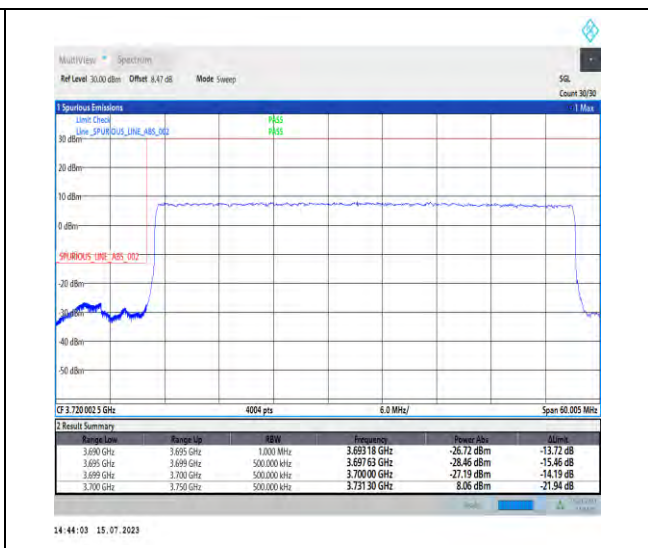 MultiView Spectrum
Ref Level 30.00 dBm Offset 8.47 dB Mode Sweep SGL
Count 30/30
1 Spurious Emissions 1 Max
Limit Check PASS
Line _SPURIOUS_LINE_ABS_002 PASS
30 dBm
20 dBm
10 dBm
0 dBm
SPURIOUS_LINE_ABS_002
-20 dBm
-30 dBm
-40 dBm
-50 dBm
CF 3.720 002 5 GHz 4004 pts 6.0 MHz/ Span 60.005 MHz
2 Result Summary
Range Low Range Up RBW Frequency Power Abs ΔLimit
3.690 GHz 3.695 GHz 1.000 MHz 3.693 18 GHz -26.72 dBm -13.72 dB
3.695 GHz 3.699 GHz 500.000 kHz 3.697 63 GHz -28.46 dBm -15.46 dB
3.699 GHz 3.700 GHz 500.000 kHz 3.700 00 GHz -27.19 dBm -14.19 dB
3.700 GHz 3.750 GHz 500.000 kHz 3.731 30 GHz 8.06 dBm -21.94 dB
14:44:03 15.07.2023